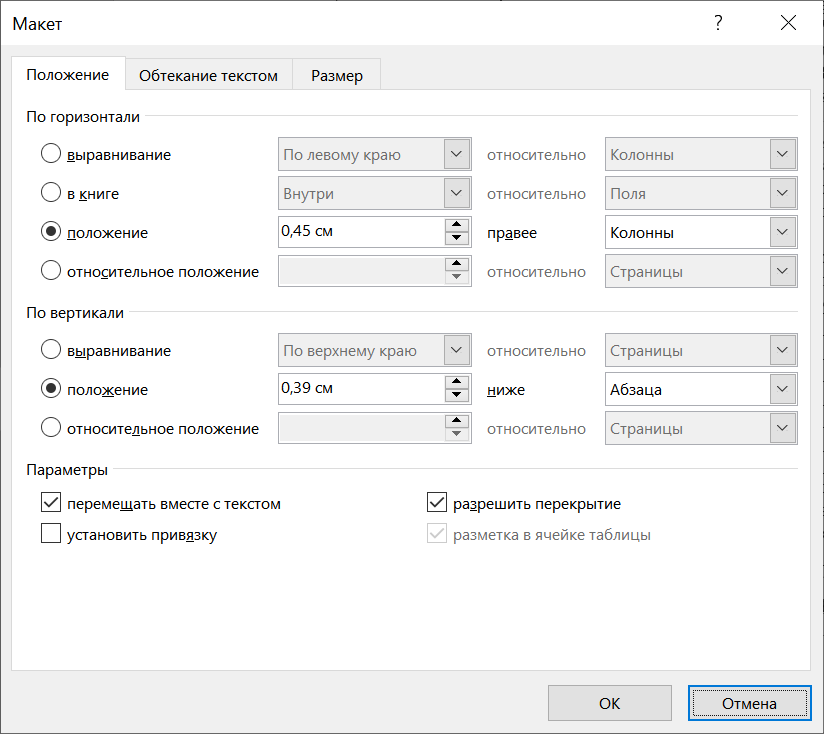 Макет ?
Положение Обтекание текстом Размер
По горизонтали
выравнивание По левому краю относительно Колонны
в книге Внутри относительно Поля
положение 0,45 см правее Колонны
относительное положение относительно Страницы
По вертикали
выравнивание По верхнему краю относительно Страницы
положение 0,39 см ниже Абзаца
относительное положение относительно Страницы
Параметры
перемещать вместе с текстом разрешить перекрытие
установить привязку разметка в ячейке таблицы
ОК Отмена